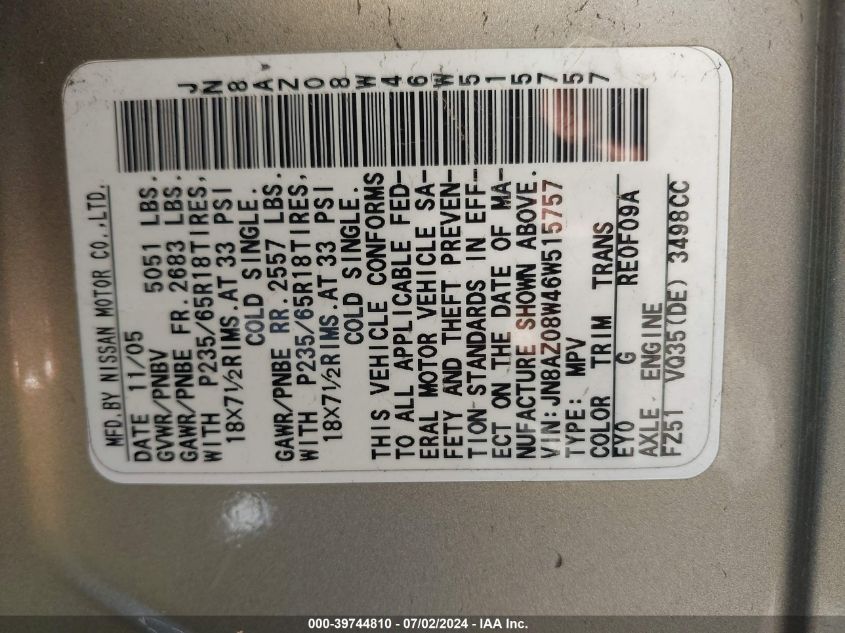 JN8AZ08W46W515757
MFD.BY NISSAN MOTOR CO.,LTD.
DATE 11/05
GVWR/PNBV 5051 LBS.
GAWR/PNBE FR.2683 LBS.
WITH P235/65R18TIRES,
18X7½RIMS.AT 33 PSI
COLD SINGLE.
GAWR/PNBE RR.2557 LBS.
WITH P235/65R18TIRES,
18X7½RIMS.AT 33 PSI
COLD SINGLE.
THIS VEHICLE CONFORMS
TO ALL APPLICABLE FED-
ERAL MOTOR VEHICLE SA-
FETY AND THEFT PREVEN-
TION STANDARDS IN EFF-
ECT ON THE DATE OF MA-
NUFACTURE SHOWN ABOVE.
VIN:JN8AZ08W46W515757
TYPE: MPV
COLOR TRIM TRANS
EY0 G RE0F09A
AXLE ENGINE
FZ51 VQ35(DE) 3498CC
000-39744810 - 07/02/2024 - IAA Inc.